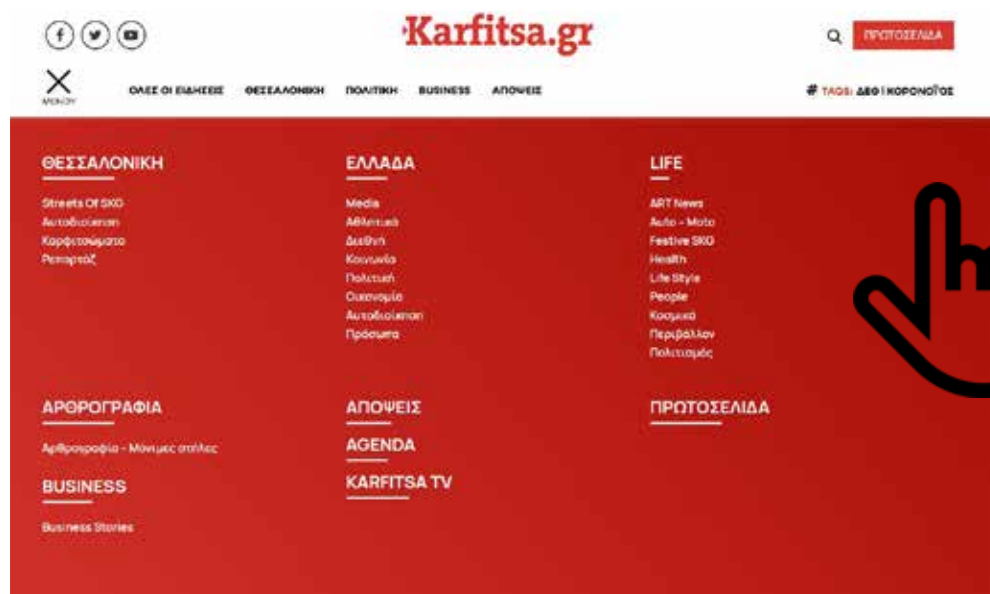 Karfitsa.gr
ΠΡΩΤΟΣΕΛΙΔΑ
ΜΕΝΟΥ
ΟΛΕΣ ΟΙ ΕΙΔΗΣΕΙΣ ΘΕΣΣΑΛΟΝΙΚΗ ΠΟΛΙΤΙΚΗ BUSINESS ΑΠΟΨΕΙΣ
# TAGS: ΔΕΘ | ΚΟΡΟΝΟΪΟΣ
ΘΕΣΣΑΛΟΝΙΚΗ
Streets Of SKG
Αυτοδιοίκηση
Καρφιτσώματα
Ρεπορτάζ
ΕΛΛΑΔΑ
Media
Αθλητικά
Διεθνή
Κοινωνία
Πολιτική
Οικονομία
Αυτοδιοίκηση
Πρόσωπα
LIFE
ART News
Auto – Moto
Festive SKG
Health
Life Style
People
Κοσμικά
Περιβάλλον
Πολιτισμός
ΑΡΘΡΟΓΡΑΦΙΑ
Αρθρογραφία – Μόνιμες στήλες
BUSINESS
Business Stories
ΑΠΟΨΕΙΣ
AGENDA
KARFITSA TV
ΠΡΩΤΟΣΕΛΙΔΑ